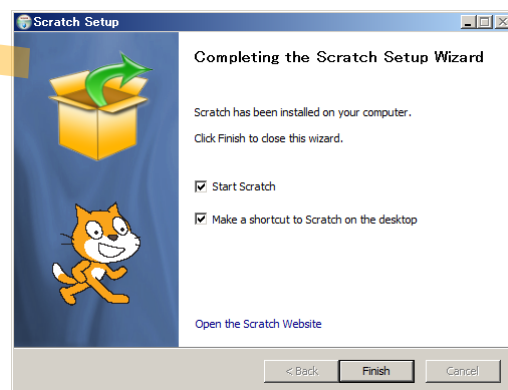 Scratch Setup
Completing the Scratch Setup Wizard
Scratch has been installed on your computer.
Click Finish to close this wizard.
Start Scratch
Make a shortcut to Scratch on the desktop
Open the Scratch Website
< Back
Finish
Cancel